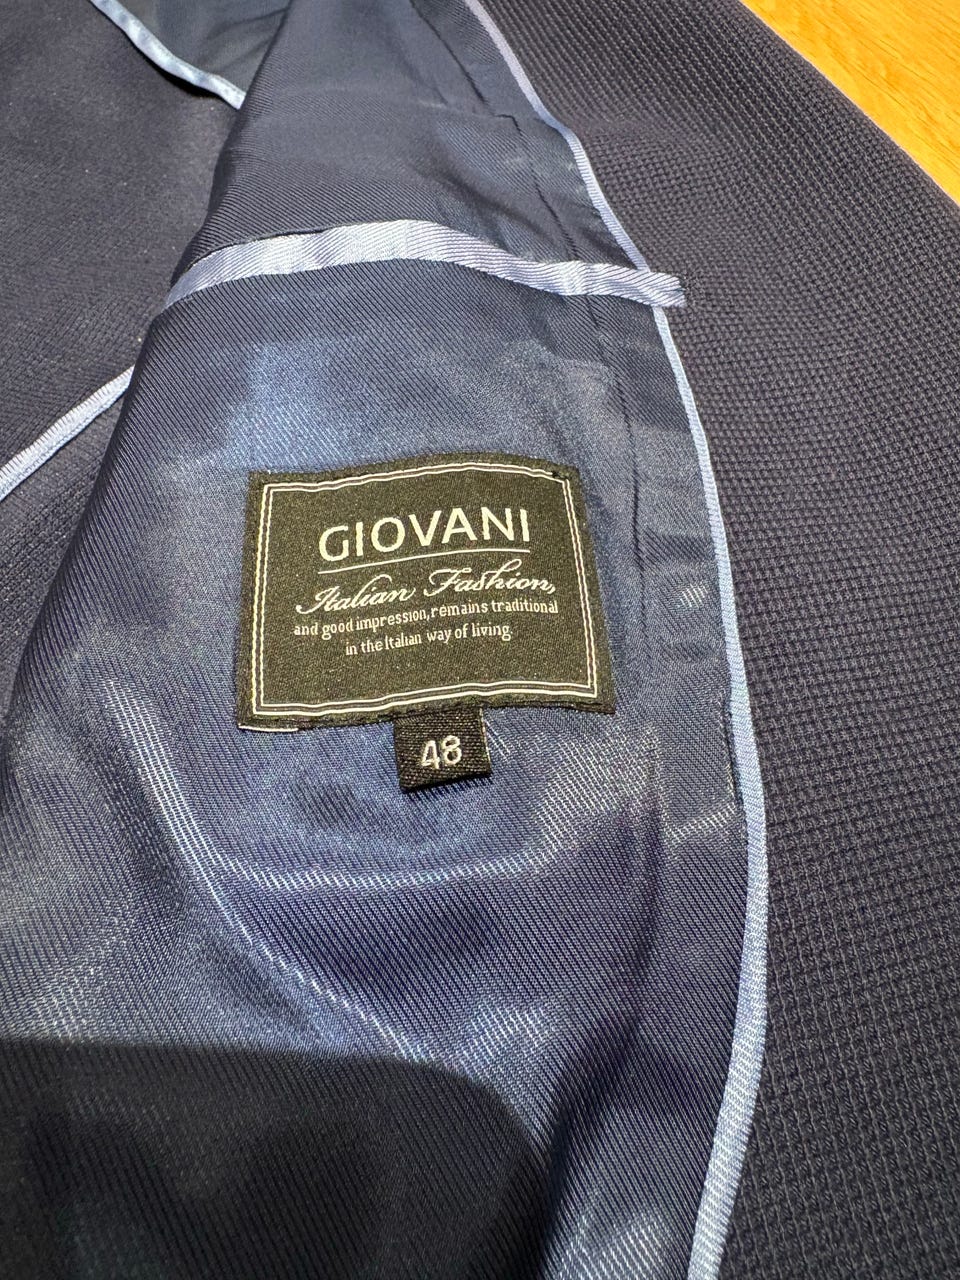 GIOVANI
Italian Fashion,
and good impression, remains traditional
in the Italian way of living
48